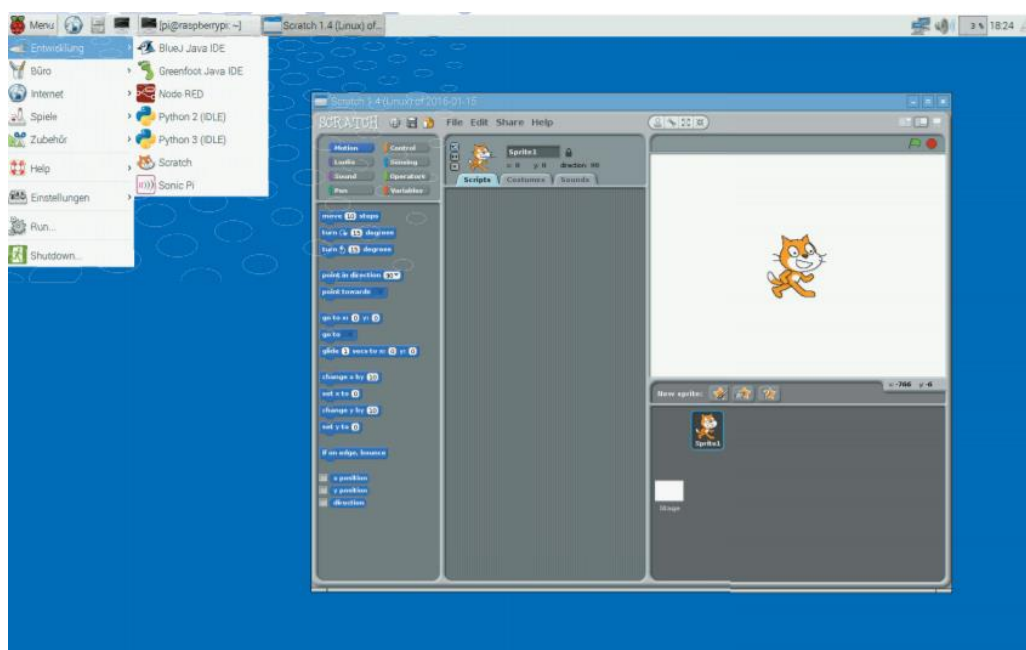 Menu [pi@raspberrypi: ~] Scratch 1.4 (Linux) of... 3 % 18:24
Entwicklung
Büro
Internet
Spiele
Zubehör
Help
Einstellungen
Run...
Shutdown...
BlueJ Java IDE
Greenfoot Java IDE
Node RED
Python 2 (IDLE)
Python 3 (IDLE)
Scratch
Sonic Pi
Scratch 1.4 (Linux) of 2016-01-15
SCRATCH File Edit Share Help
Motion Control
Looks Sensing
Sound Operators
Pen Variables
move 10 steps
turn 15 degrees
turn 15 degrees
point in direction 90
point towards
go to x: 0 y: 0
go to
glide 1 secs to x: 0 y: 0
change x by 10
set x to 0
change y by 10
set y to 0
if on edge, bounce
x position
y position
direction
Sprite1
x: 0 y: 0 direction: 90
Scripts Costumes Sounds
x: -766 y: -6
New sprite:
Sprite1
Stage